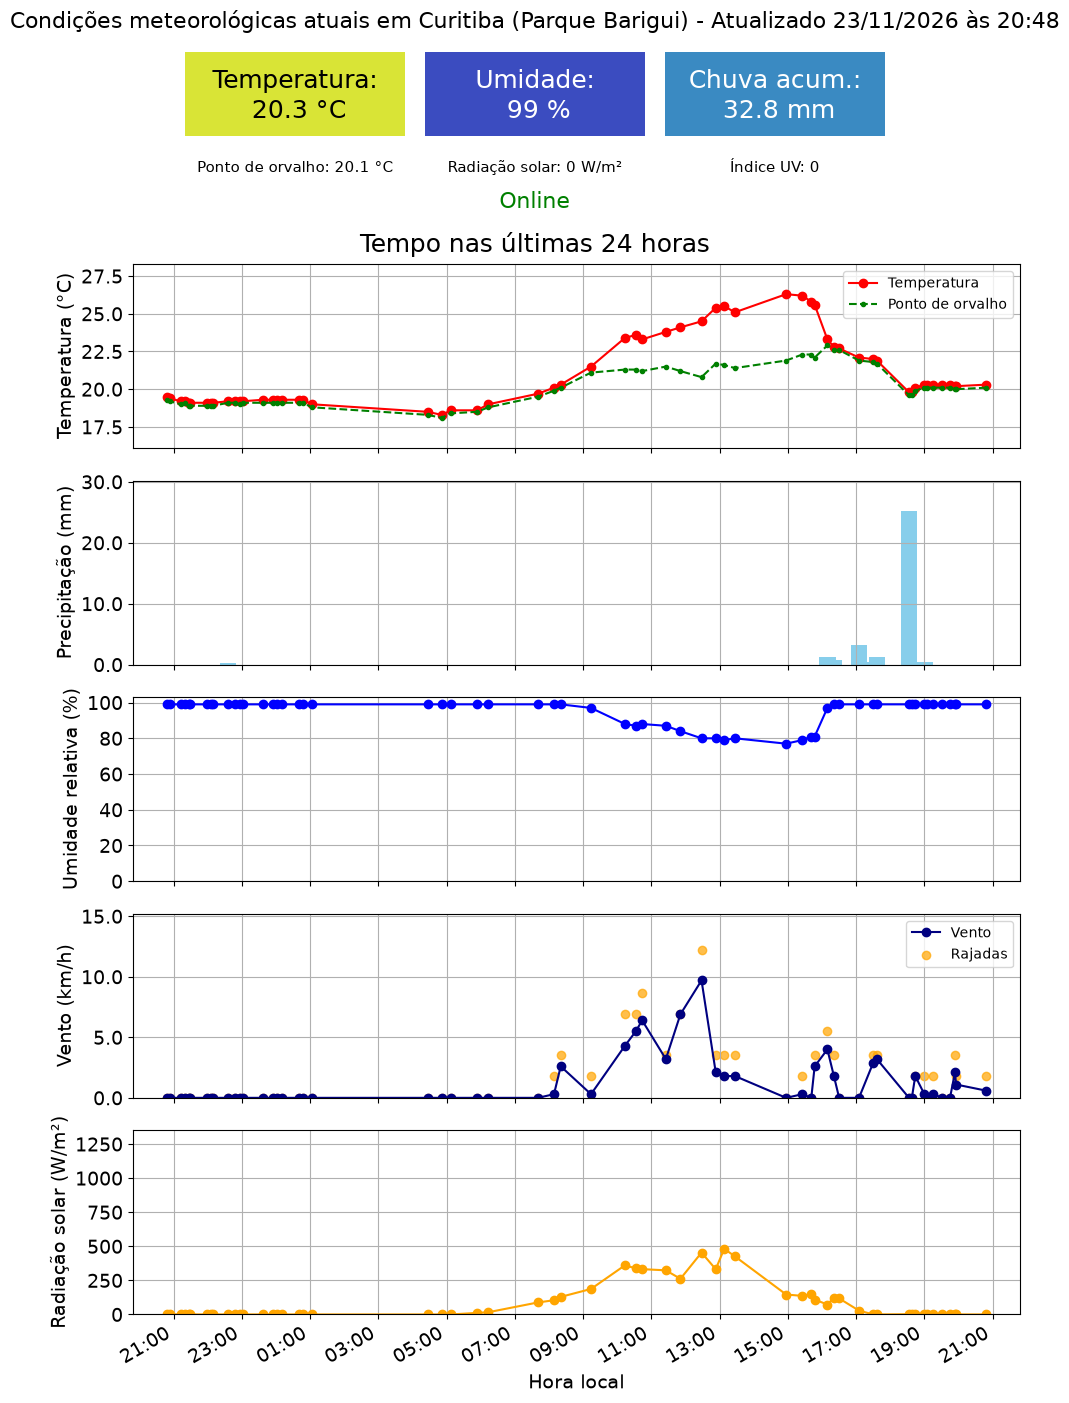 Condições meteorológicas atuais em Curitiba (Parque Barigui) - Atualizado 23/11/2026 às 20:48
Temperatura:
20.3 °C
Umidade:
99 %
Chuva acum.:
32.8 mm
Ponto de orvalho: 20.1 °C
Radiação solar: 0 W/m²
Índice UV: 0
Online
Tempo nas últimas 24 horas
Temperatura (°C)
27.5
25.0
22.5
20.0
17.5
Temperatura
Ponto de orvalho
Precipitação (mm)
30.0
20.0
10.0
0.0
Umidade relativa (%)
100
80
60
40
20
0
Vento (km/h)
15.0
10.0
5.0
0.0
Vento
Rajadas
Radiação solar (W/m²)
1250
1000
750
500
250
0
21:00
23:00
01:00
03:00
05:00
07:00
09:00
11:00
13:00
15:00
17:00
19:00
21:00
Hora local